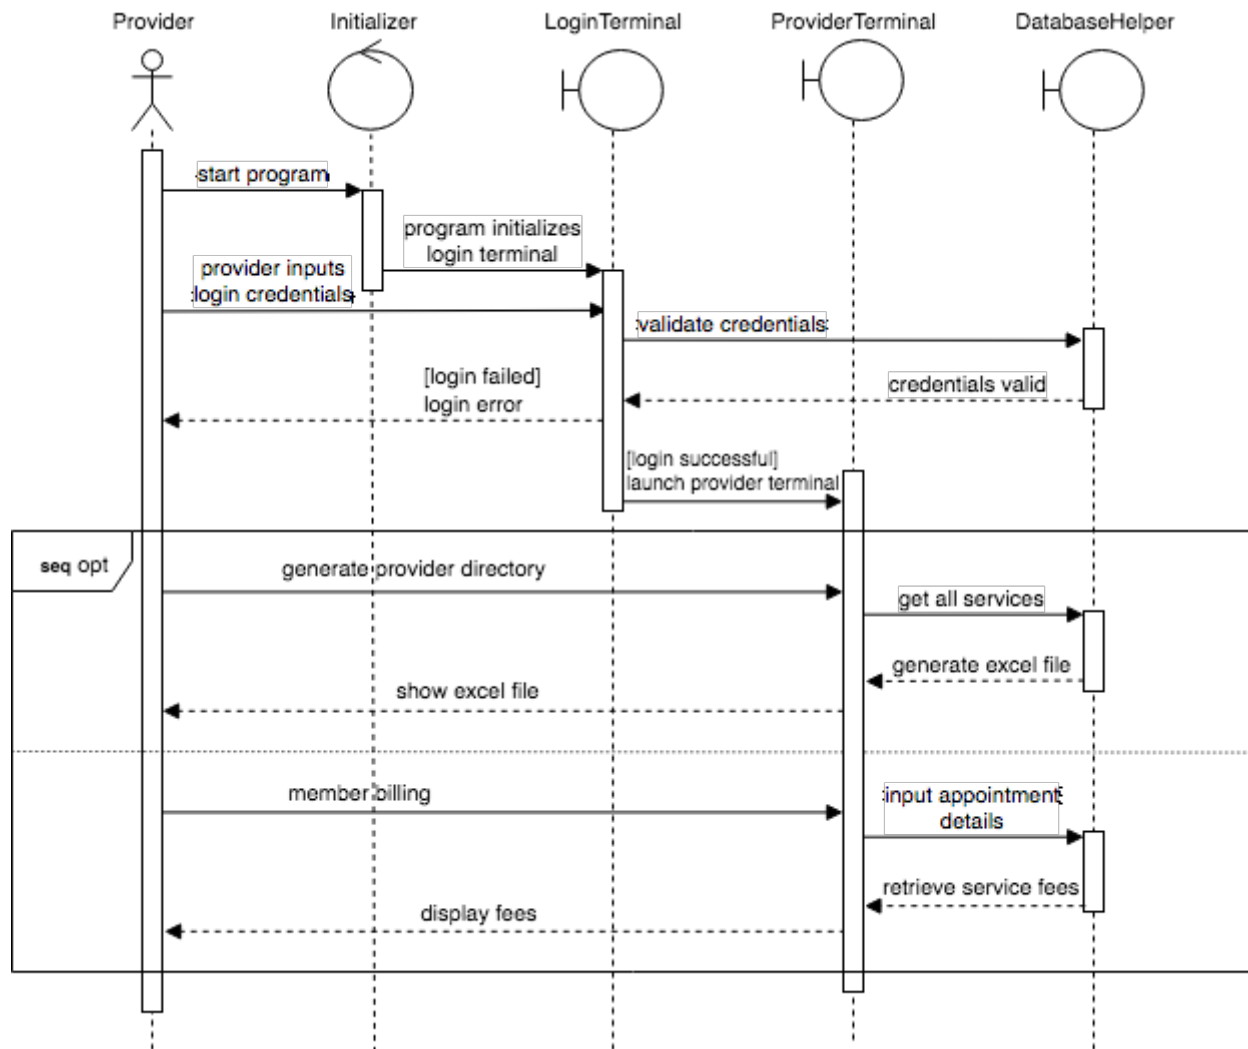 Provider
Initializer
LoginTerminal
ProviderTerminal
DatabaseHelper
start program
program initializes
login terminal
provider inputs
login credentials
validate credentials
[login failed]
login error
credentials valid
[login successful]
launch provider terminal
seq opt
generate provider directory
get all services
generate excel file
show excel file
member billing
input appointment
details
retrieve service fees
display fees